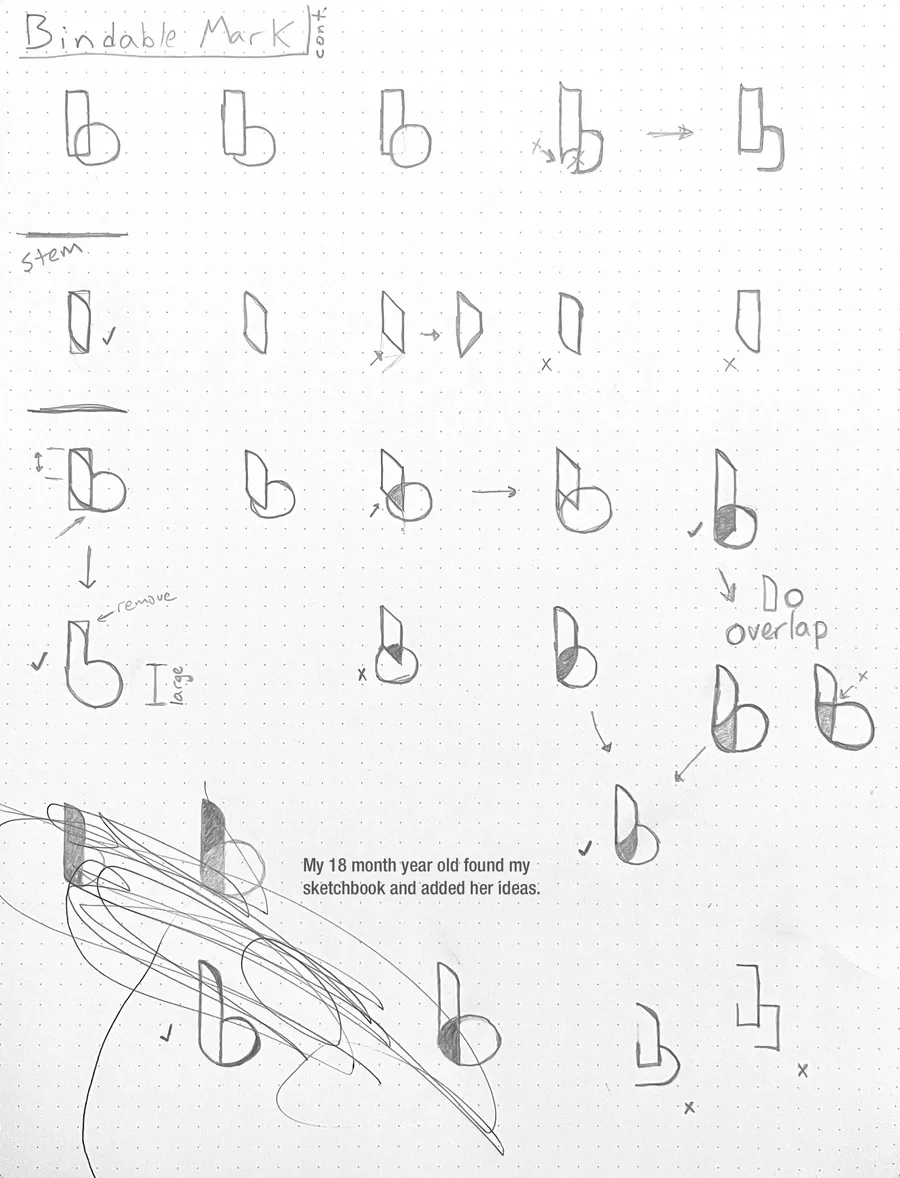 Bindable Mark
cont.
stem
remove
large
Do
overlap
My 18 month year old found my
sketchbook and added her ideas.